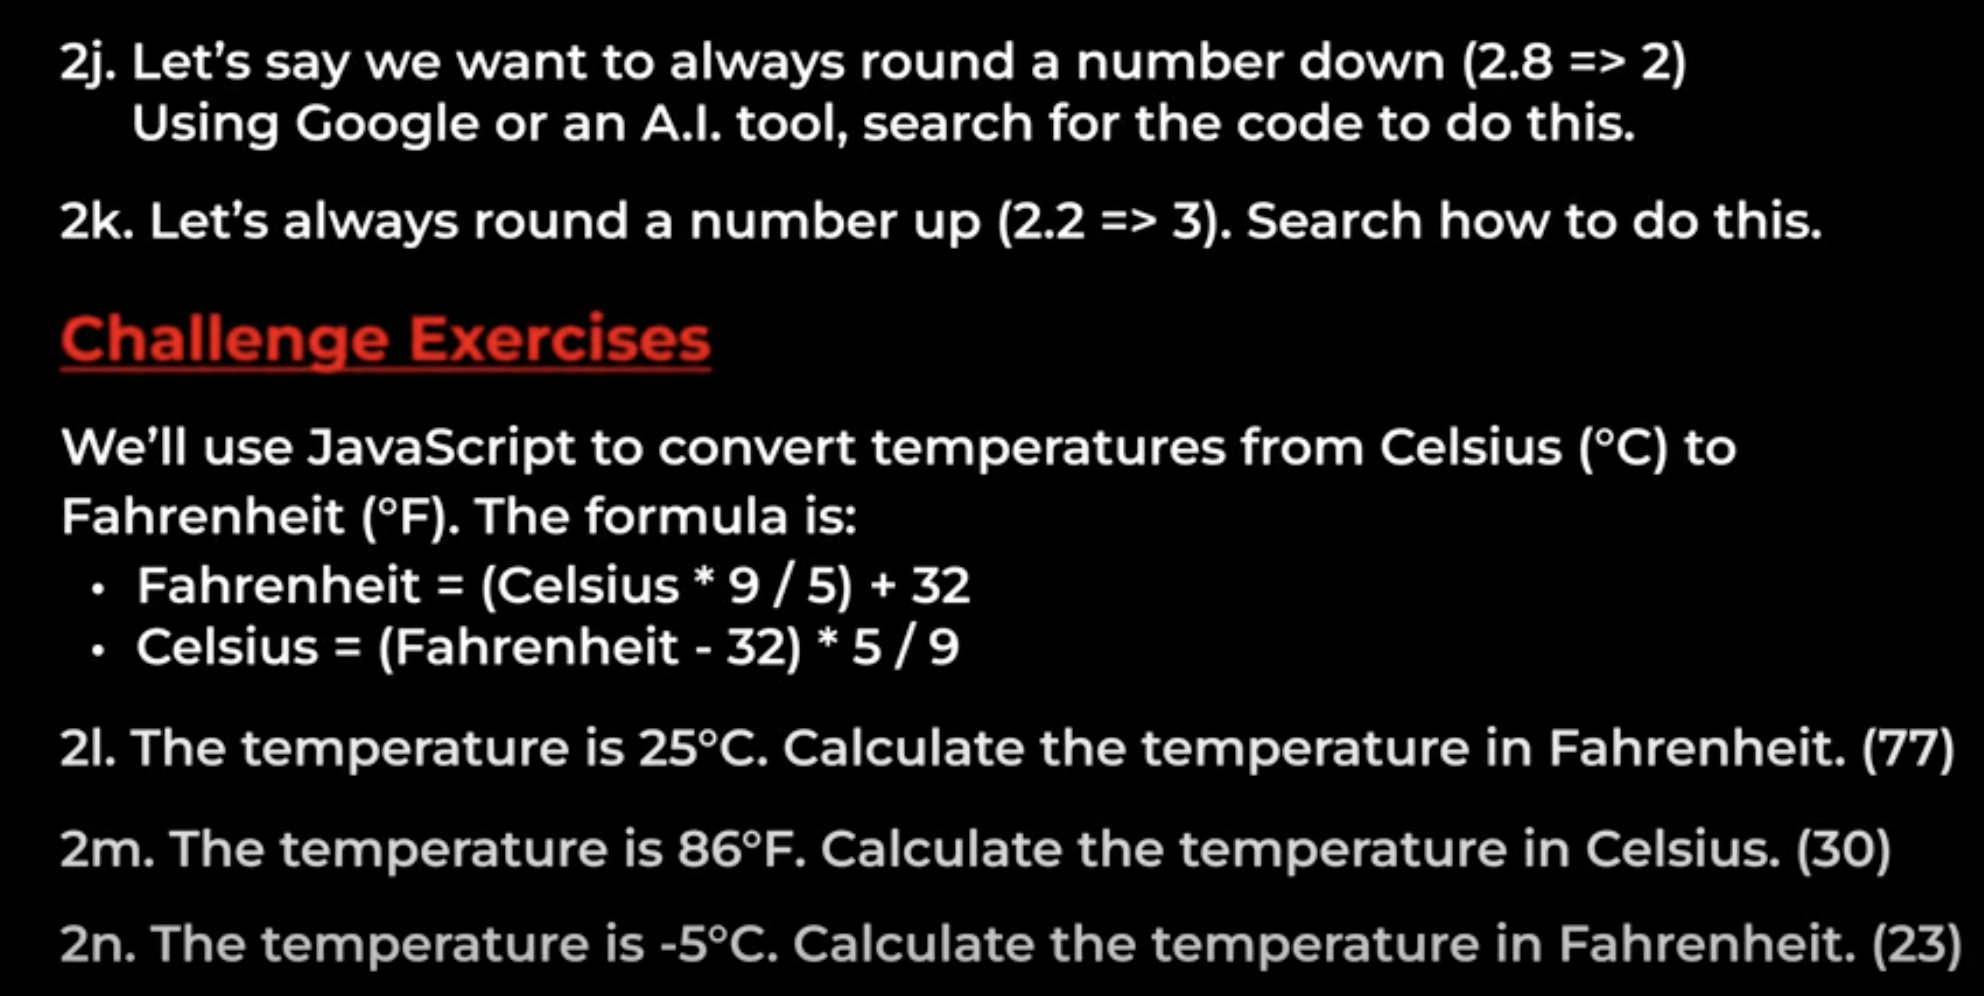 2j. Let’s say we want to always round a number down (2.8 => 2)
Using Google or an A.I. tool, search for the code to do this.
2k. Let’s always round a number up (2.2 => 3). Search how to do this.
Challenge Exercises
We’ll use JavaScript to convert temperatures from Celsius (°C) to
Fahrenheit (°F). The formula is:
• Fahrenheit = (Celsius * 9 / 5) + 32
• Celsius = (Fahrenheit - 32) * 5 / 9
2l. The temperature is 25°C. Calculate the temperature in Fahrenheit. (77)
2m. The temperature is 86°F. Calculate the temperature in Celsius. (30)
2n. The temperature is -5°C. Calculate the temperature in Fahrenheit. (23)